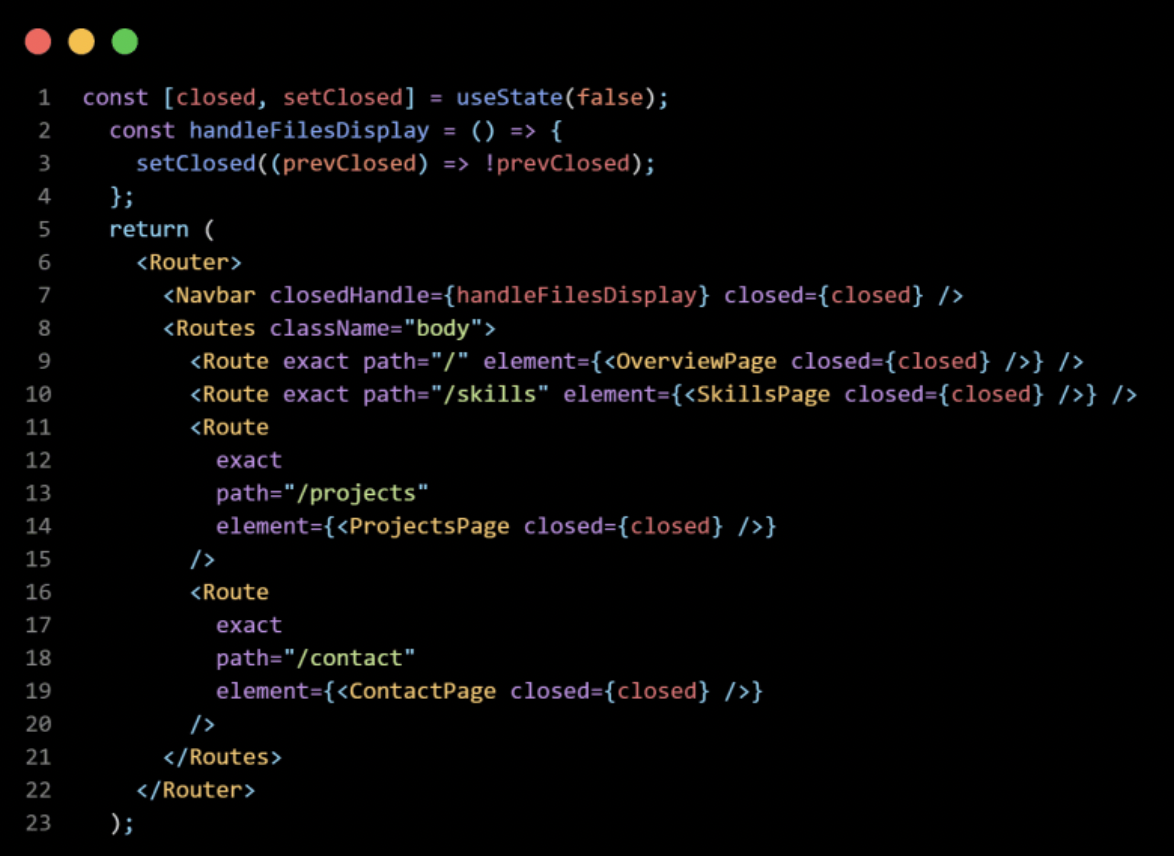 1 const [closed, setClosed] = useState(false);
2   const handleFilesDisplay = () => {
3     setClosed((prevClosed) => !prevClosed);
4   };
5   return (
6     <Router>
7       <Navbar closedHandle={handleFilesDisplay} closed={closed} />
8       <Routes className="body">
9         <Route exact path="/" element={<OverviewPage closed={closed} />} />
10         <Route exact path="/skills" element={<SkillsPage closed={closed} />} />
11         <Route
12           exact
13           path="/projects"
14           element={<ProjectsPage closed={closed} />}
15         />
16         <Route
17           exact
18           path="/contact"
19           element={<ContactPage closed={closed} />}
20         />
21       </Routes>
22     </Router>
23   );